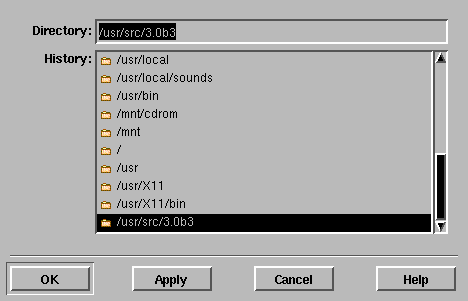 Directory: /usr/src/3.0b3
History: /usr/local
/usr/local/sounds
/usr/bin
/mnt/cdrom
/mnt
/
/usr
/usr/X11
/usr/X11/bin
/usr/src/3.0b3
OK Apply Cancel Help